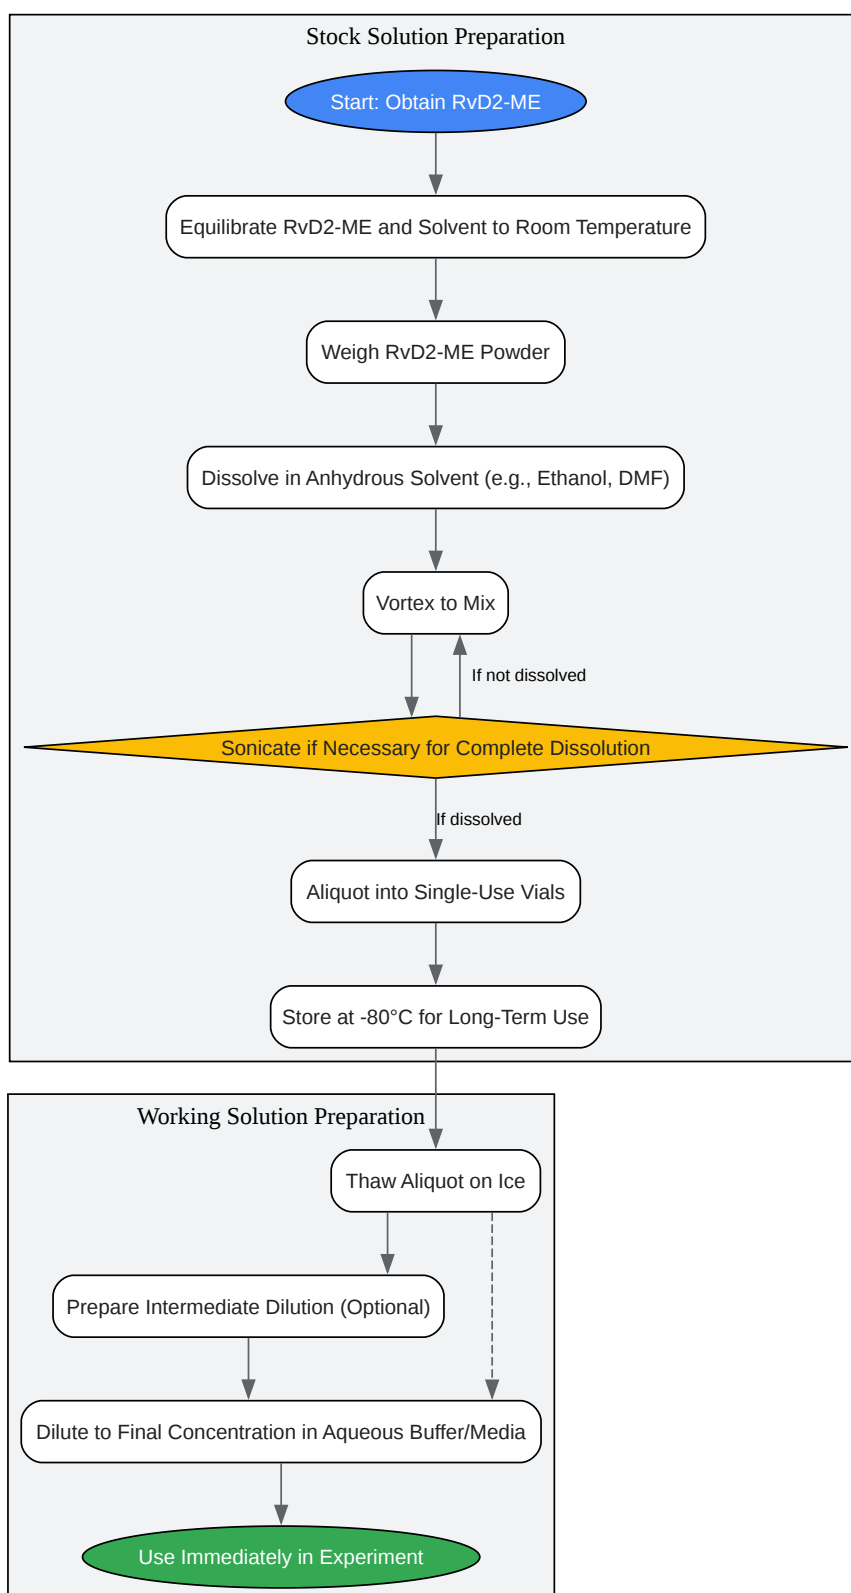 Stock Solution Preparation
Start: Obtain RvD2-ME
Equilibrate RvD2-ME and Solvent to Room Temperature
Weigh RvD2-ME Powder
Dissolve in Anhydrous Solvent (e.g., Ethanol, DMF)
Vortex to Mix
If not dissolved
Sonicate if Necessary for Complete Dissolution
If dissolved
Aliquot into Single-Use Vials
Store at -80°C for Long-Term Use
Working Solution Preparation
Thaw Aliquot on Ice
Prepare Intermediate Dilution (Optional)
Dilute to Final Concentration in Aqueous Buffer/Media
Use Immediately in Experiment